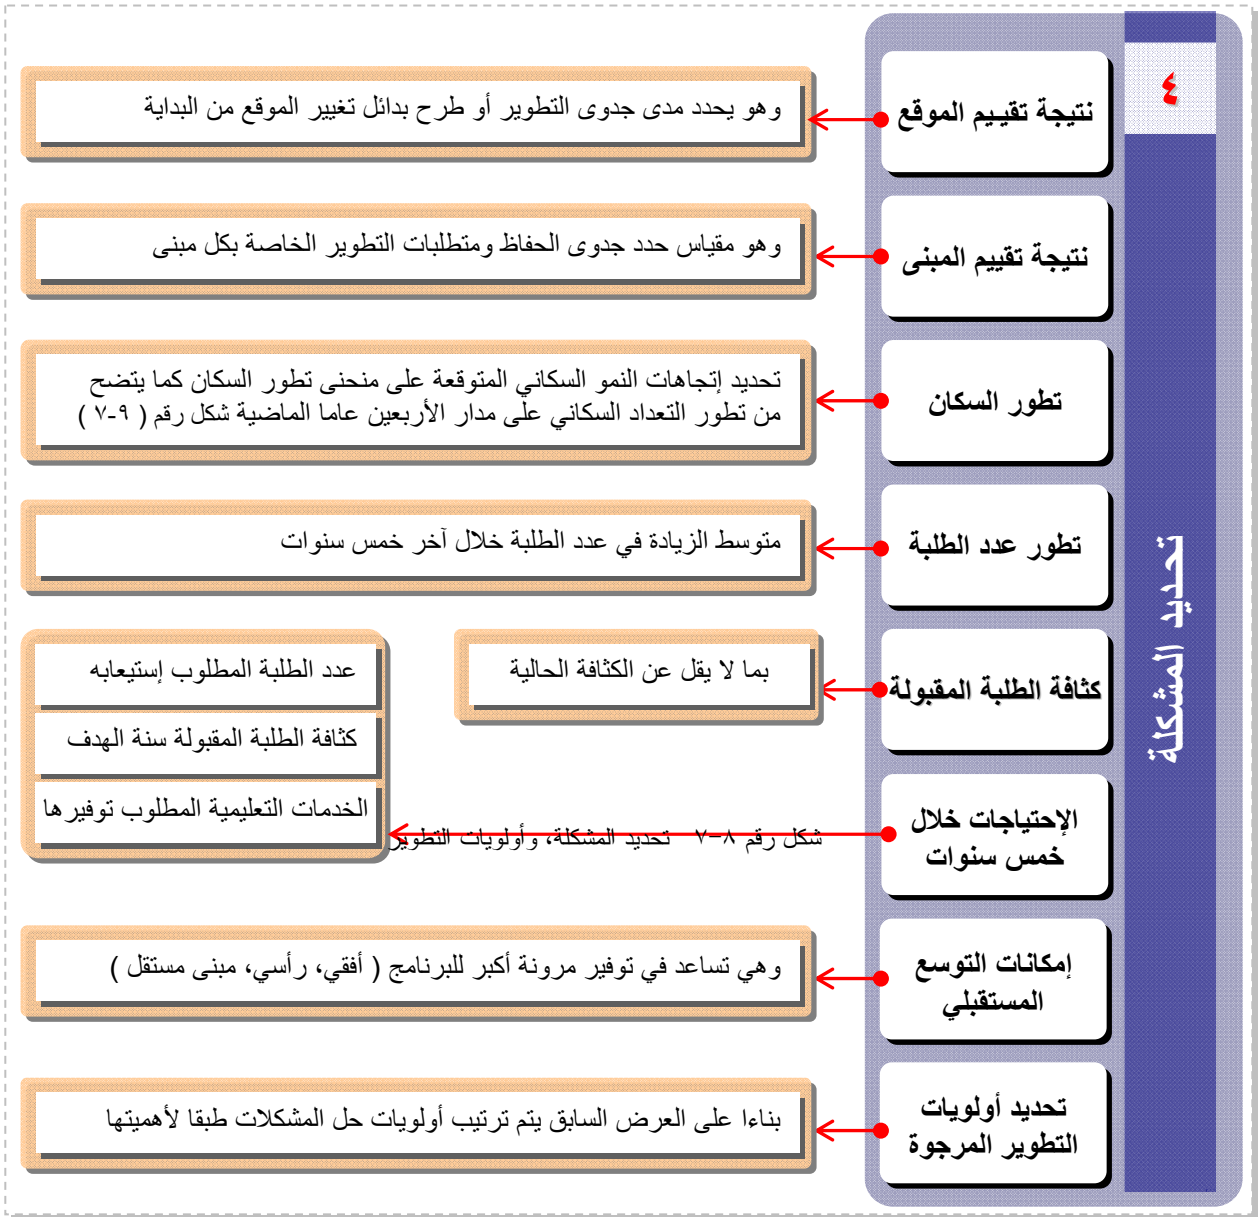 ٤
تحديد المشكلة
نتيجة تقييم الموقع
وهو يحدد مدى جدوى التطوير أو طرح بدائل تغيير الموقع من البداية
نتيجة تقييم المبنى
وهو مقياس حدد جدوى الحفاظ ومتطلبات التطوير الخاصة بكل مبنى
تطور السكان
تحديد إتجاهات النمو السكاني المتوقعة على منحنى تطور السكان كما يتضح
من تطور التعداد السكاني على مدار الأربعين عاما الماضية شكل رقم ( ٩-٧ )
تطور عدد الطلبة
متوسط الزيادة في عدد الطلبة خلال آخر خمس سنوات
كثافة الطلبة المقبولة
بما لا يقل عن الكثافة الحالية
الإحتياجات خلال
خمس سنوات
عدد الطلبة المطلوب إستيعابه
كثافة الطلبة المقبولة سنة الهدف
الخدمات التعليمية المطلوب توفيرها
شكل رقم ٨-٧ تحديد المشكلة، وأولويات التطوير
إمكانات التوسع
المستقبلي
وهي تساعد في توفير مرونة أكبر للبرنامج ( أفقي، رأسي، مبنى مستقل )
تحديد أولويات
التطوير المرجوة
بناءا على العرض السابق يتم ترتيب أولويات حل المشكلات طبقا لأهميتها